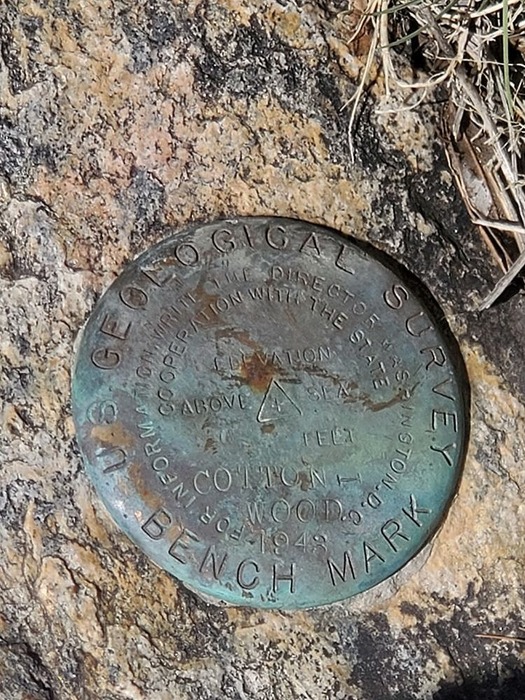 U S GEOLOGICAL SURVEY
FOR INFORMATION WRITE THE DIRECTOR, WASHINGTON, D.C.
COOPERATION WITH THE STATE
ELEVATION
ABOVE SEA
FEET
COTTON 1
WOOD
1948
BENCH MARK